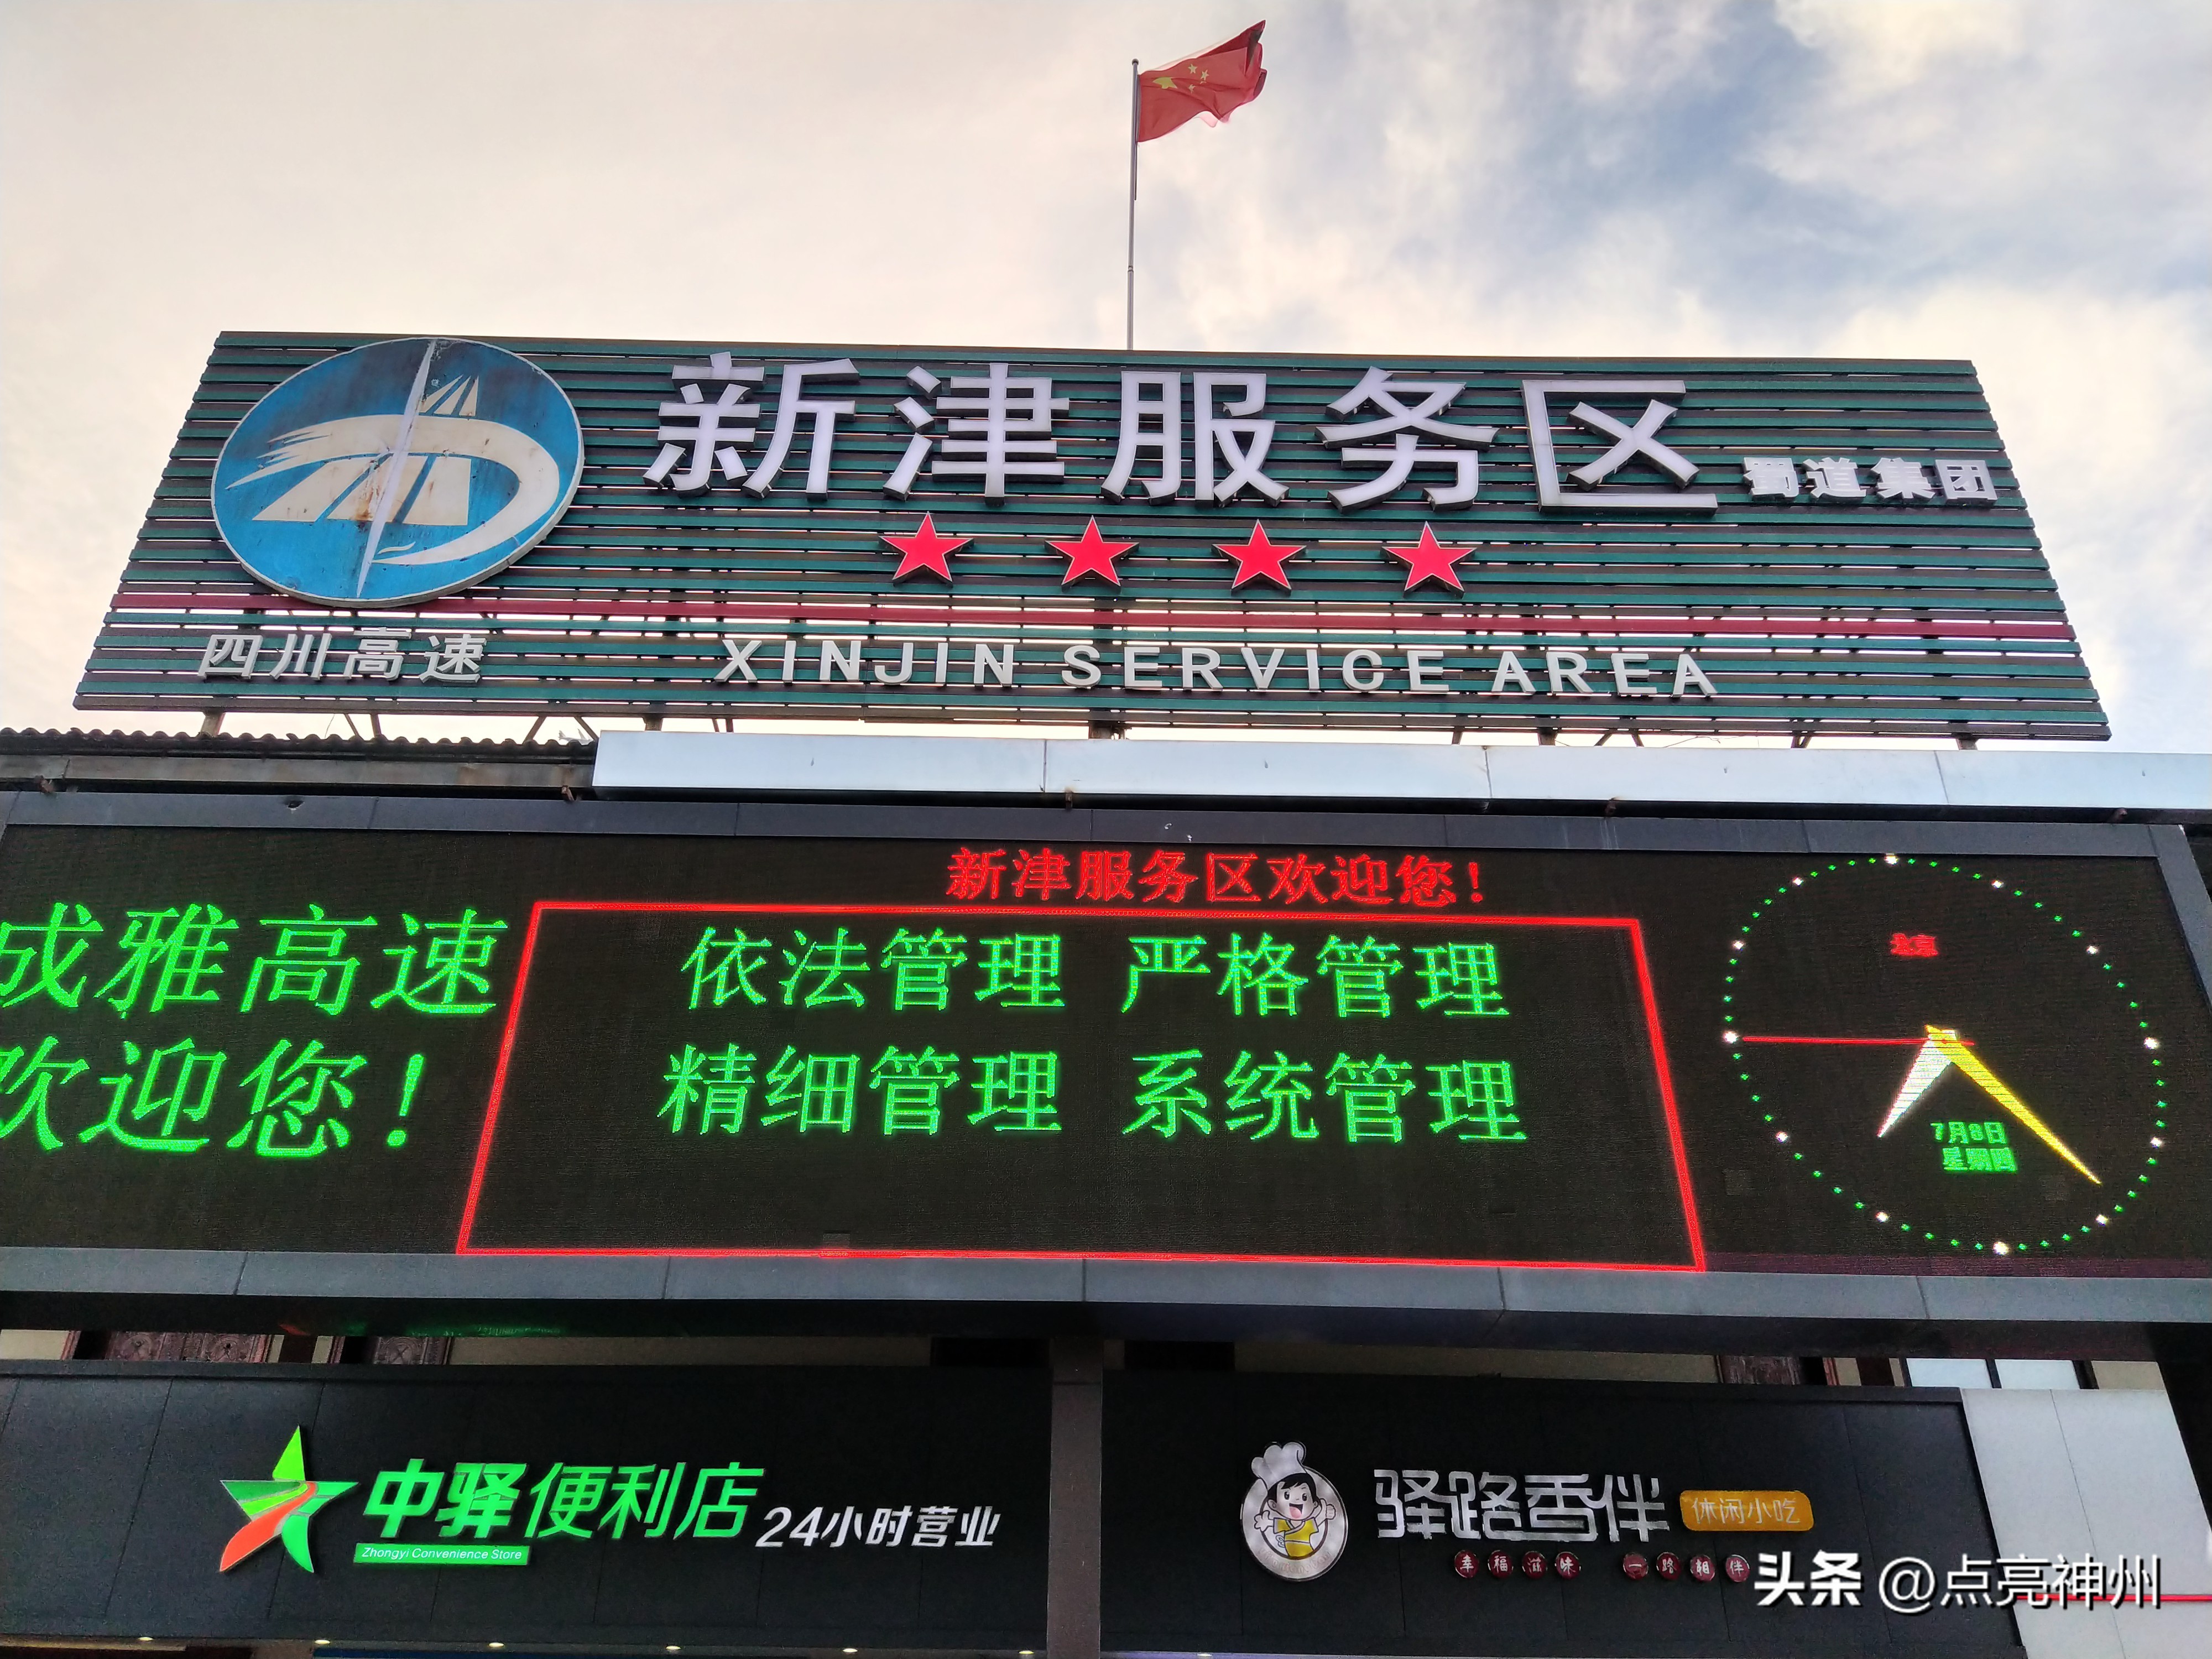 新津服务区
蜀道集团
四川高速
XINJIN SERVICE AREA
新津服务区欢迎您！
成雅高速
欢迎您！
依法管理 严格管理
精细管理 系统管理
北京
7月8日
星期四
中驿便利店
Zhongyi Convenience Store
24小时营业
驿路香伴
休闲小吃
幸福滋味 一路相伴
头条 @点亮神州